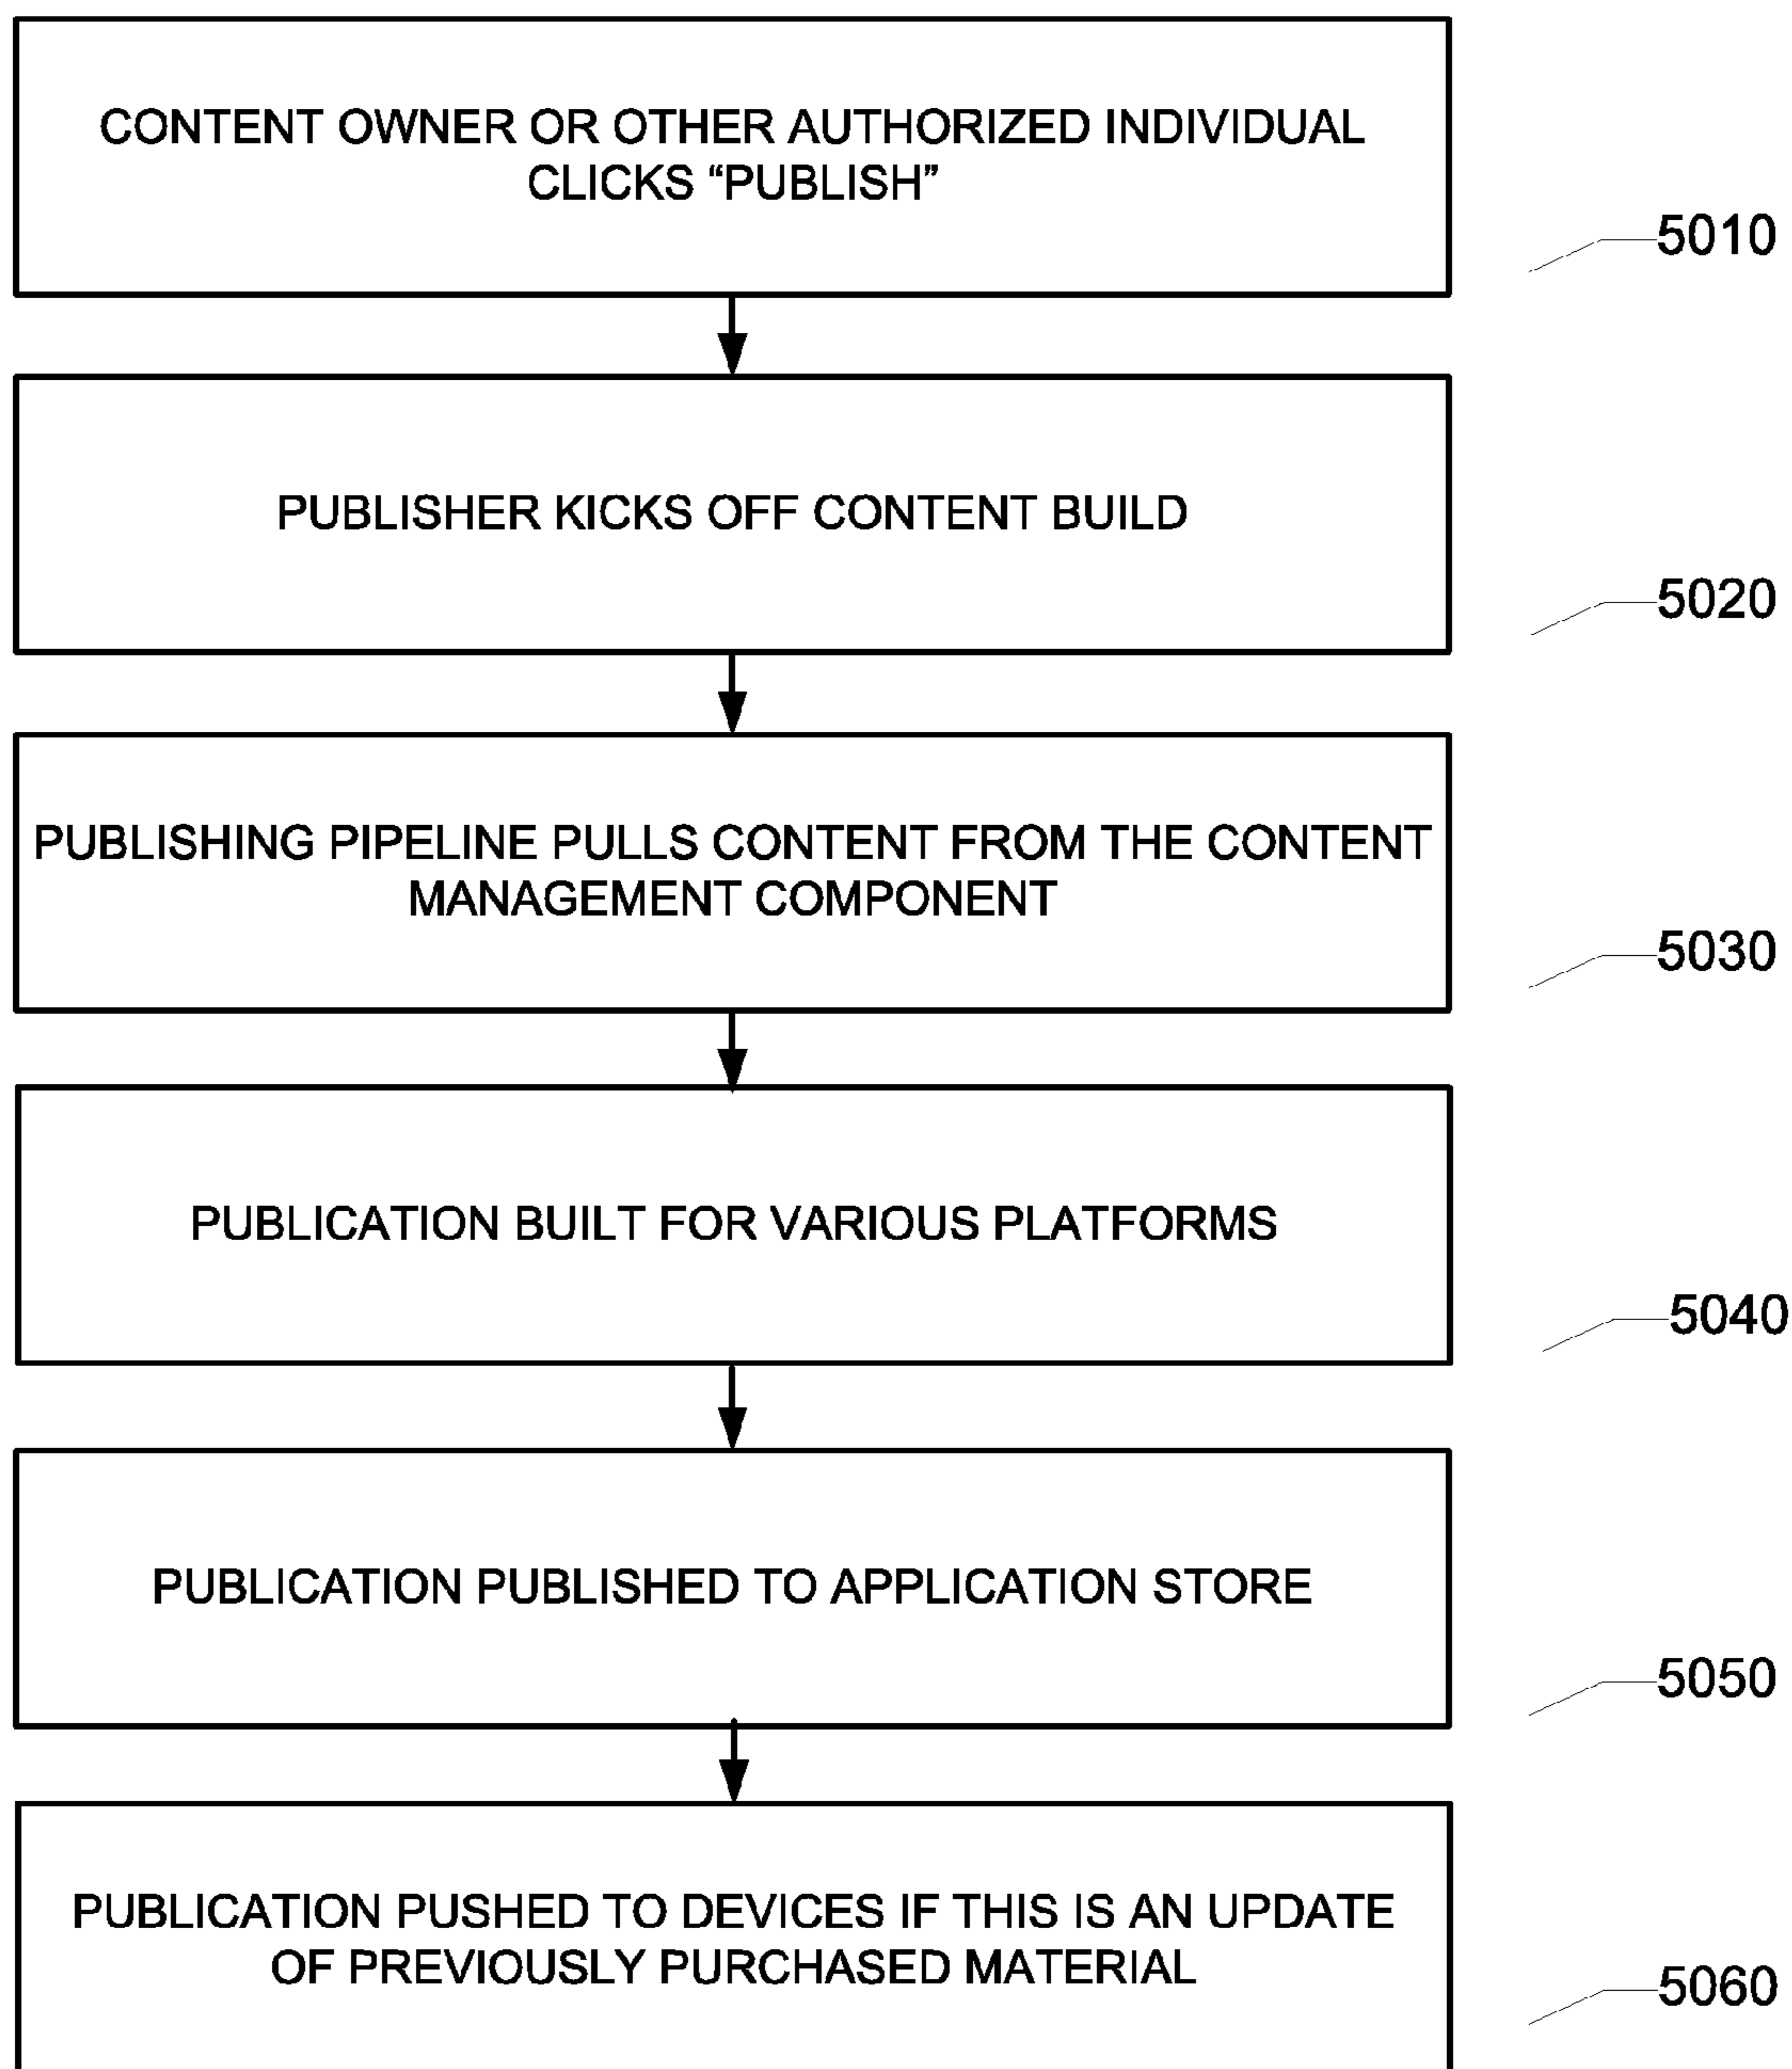 CONTENT OWNER OR OTHER AUTHORIZED INDIVIDUAL
CLICKS “PUBLISH”
5010
PUBLISHER KICKS OFF CONTENT BUILD
5020
PUBLISHING PIPELINE PULLS CONTENT FROM THE CONTENT
MANAGEMENT COMPONENT
5030
PUBLICATION BUILT FOR VARIOUS PLATFORMS
5040
PUBLICATION PUBLISHED TO APPLICATION STORE
5050
PUBLICATION PUSHED TO DEVICES IF THIS IS AN UPDATE
OF PREVIOUSLY PURCHASED MATERIAL
5060